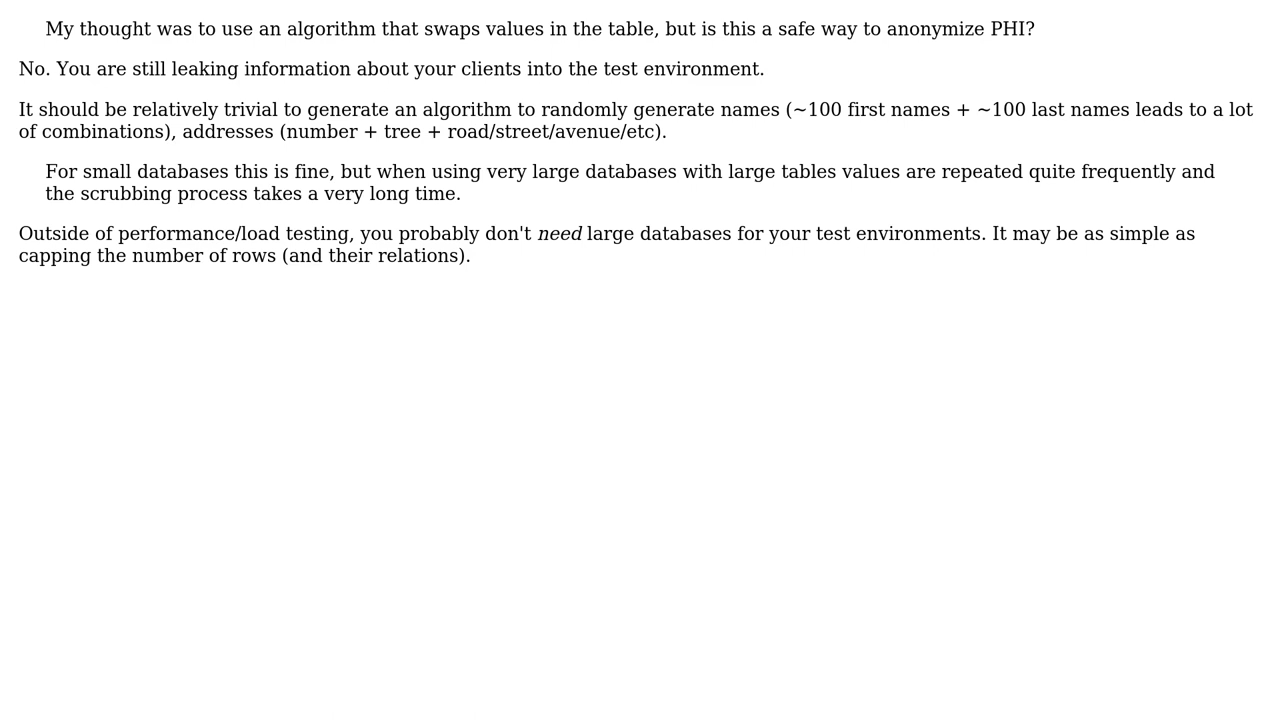 My thought was to use an algorithm that swaps values in the table, but is this a safe way to anonymize PHI?
No. You are still leaking information about your clients into the test environment.
It should be relatively trivial to generate an algorithm to randomly generate names (~100 first names + ~100 last names leads to a lot
of combinations), addresses (number + tree + road/street/avenue/etc).
For small databases this is fine, but when using very large databases with large tables values are repeated quite frequently and
the scrubbing process takes a very long time.
Outside of performance/load testing, you probably don't need large databases for your test environments. It may be as simple as
capping the number of rows (and their relations).